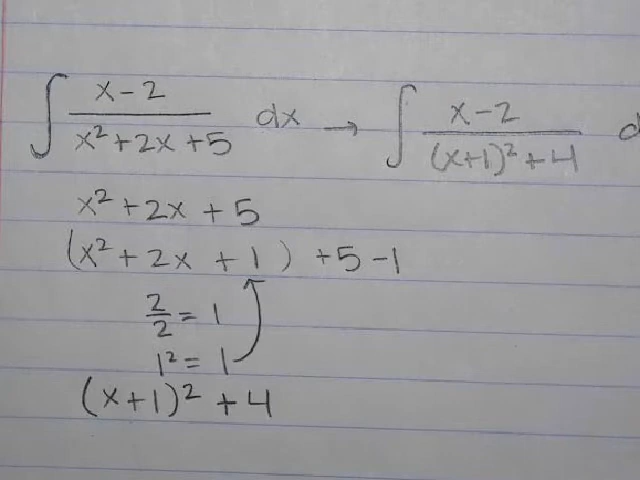 ∫ (x-2)/(x²+2x+5) dx → ∫ (x-2)/((x+1)²+4) d
x²+2x+5
(x²+2x+1)+5-1
2/2=1
1²=1
(x+1)²+4